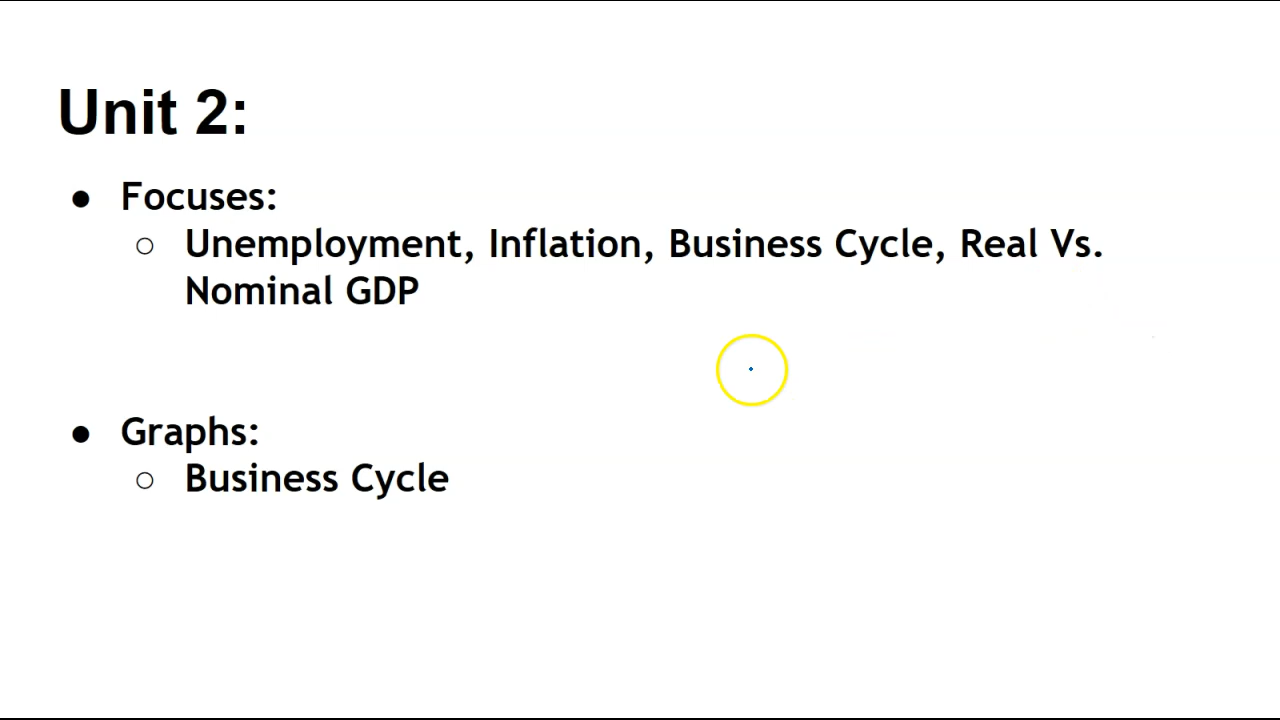 Unit 2:
● Focuses:
○ Unemployment, Inflation, Business Cycle, Real Vs.
Nominal GDP
● Graphs:
○ Business Cycle